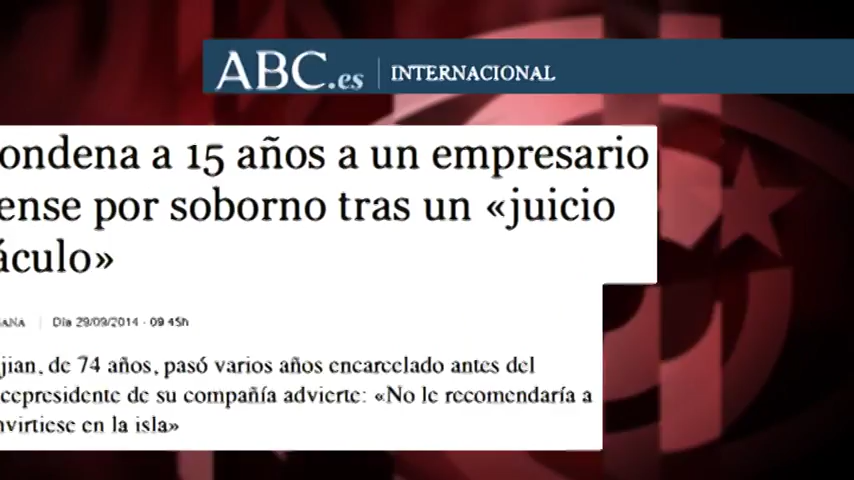 ABC.es | INTERNACIONAL
ondena a 15 años a un empresario
ense por soborno tras un «juicio
áculo»
ANA | Día 29/09/2014 - 09 45h
jian, de 74 años, pasó varios años encarcelado antes del
cepresidente de su compañía advierte: «No le recomendaría a
nvirtiese en la isla»